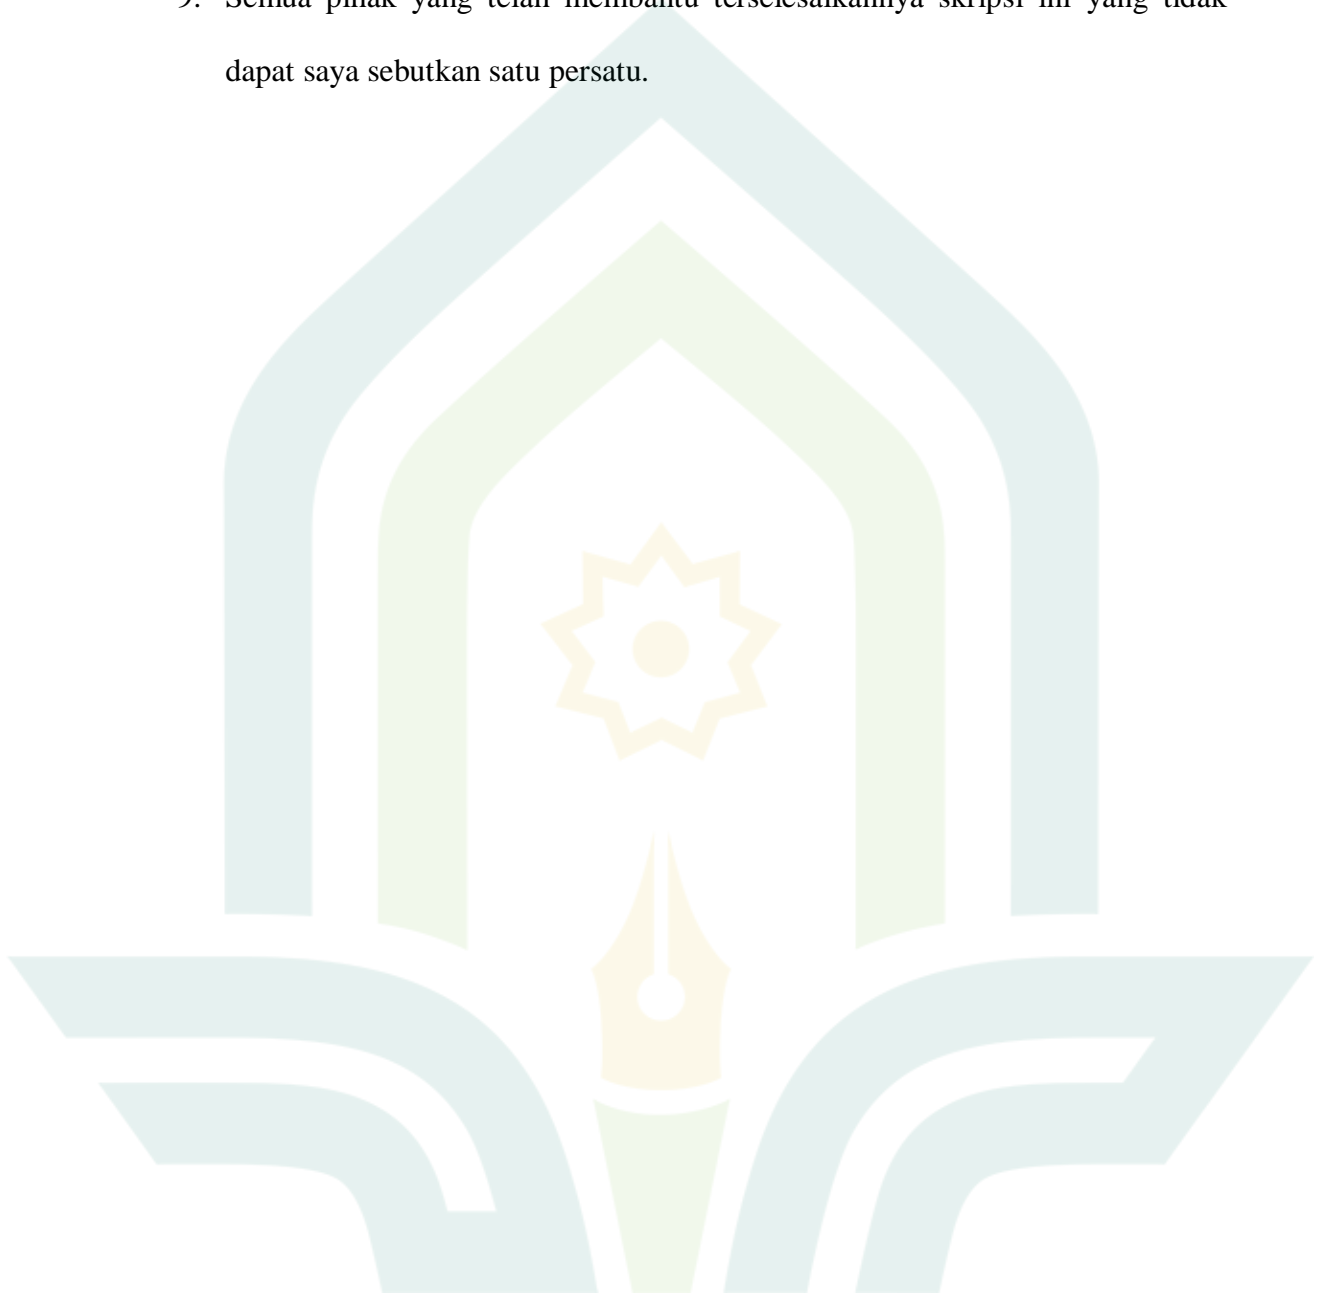 9. Semua pihak yang telah membantu terselesaikannya skripsi ini yang tidak
dapat saya sebutkan satu persatu.